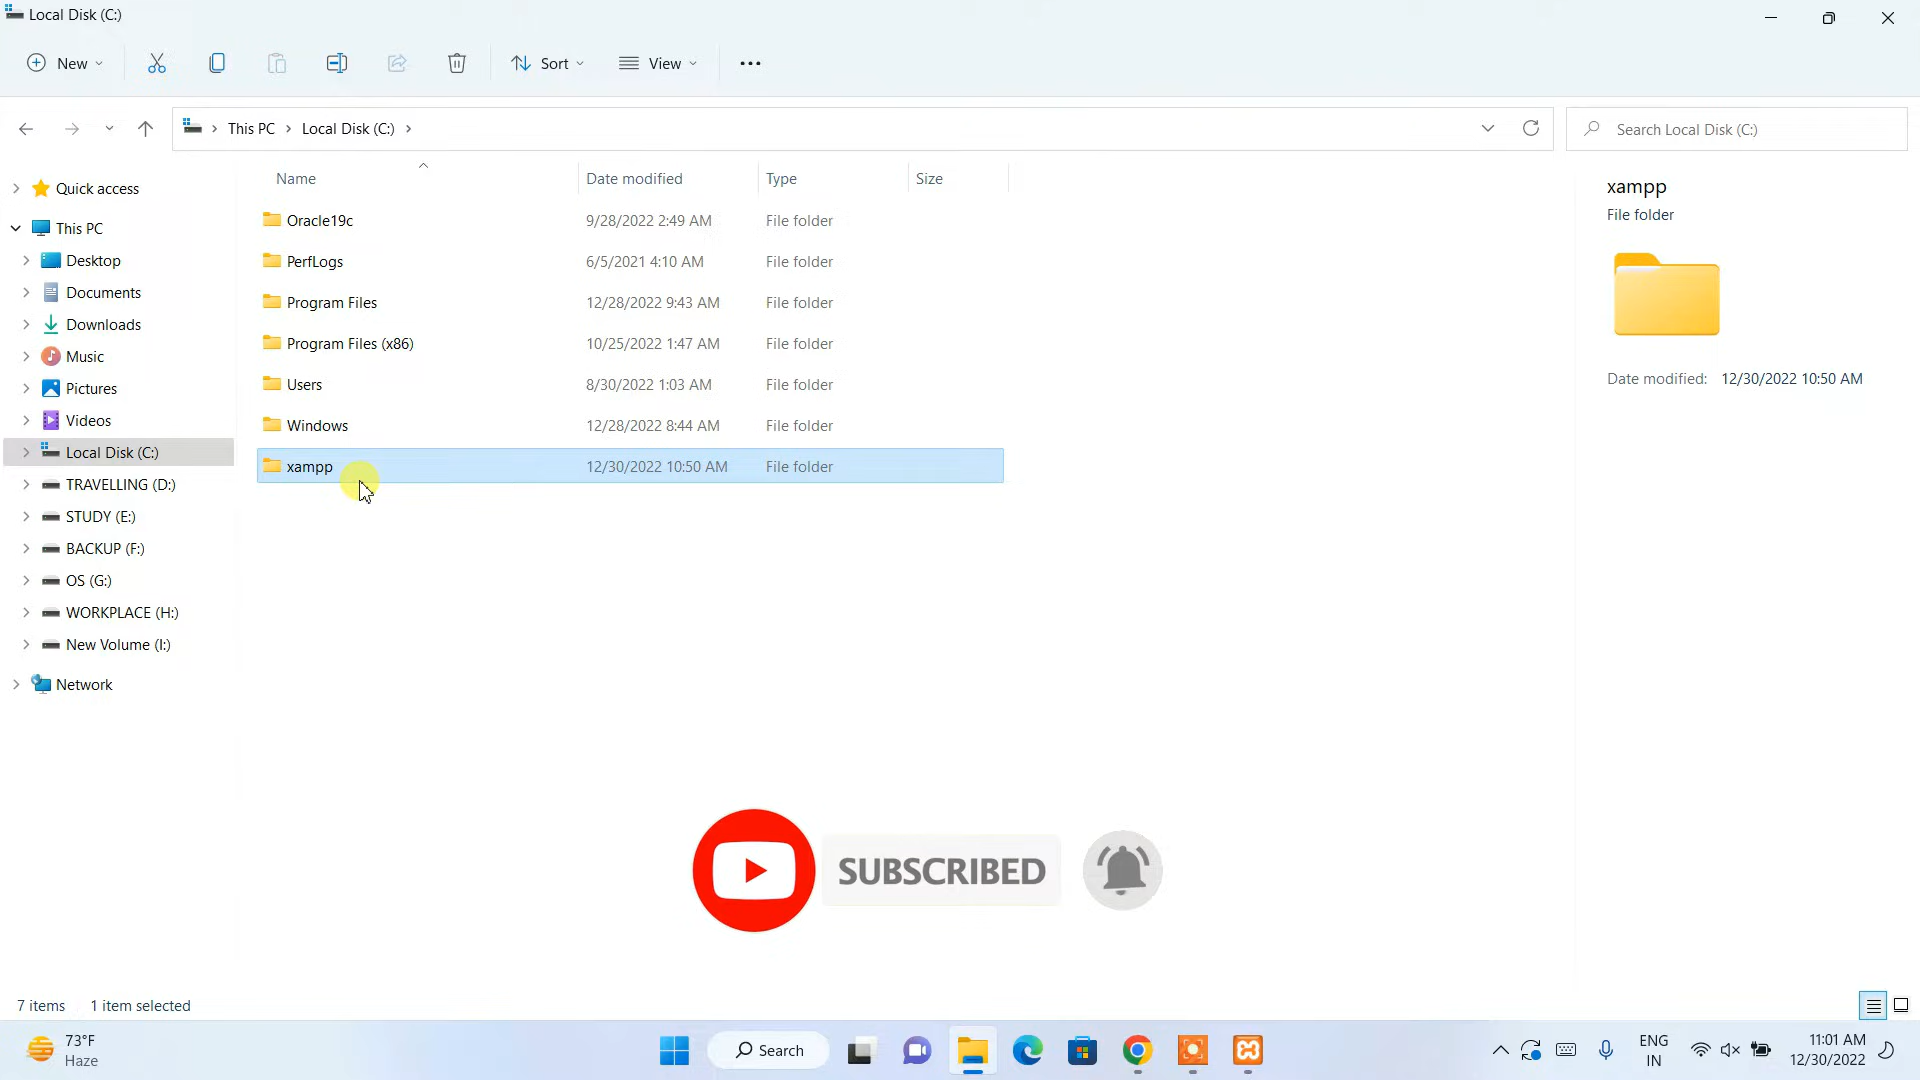 Local Disk (C:)
New
Sort
View
This PC
Local Disk (C:)
Search Local Disk (C:)
Name
Date modified
Type
Size
Oracle19c 9/28/2022 2:49 AM File folder
PerfLogs 6/5/2021 4:10 AM File folder
Program Files 12/28/2022 9:43 AM File folder
Program Files (x86) 10/25/2022 1:47 AM File folder
Users 8/30/2022 1:03 AM File folder
Windows 12/28/2022 8:44 AM File folder
xampp 12/30/2022 10:50 AM File folder
Quick access
This PC
Desktop
Documents
Downloads
Music
Pictures
Videos
Local Disk (C:)
TRAVELLING (D:)
STUDY (E:)
BACKUP (F:)
OS (G:)
WORKPLACE (H:)
New Volume (I:)
Network
xampp
File folder
Date modified: 12/30/2022 10:50 AM
SUBSCRIBED
7 items
1 item selected
73°F
Haze
Search
ENG
IN
11:01 AM
12/30/2022